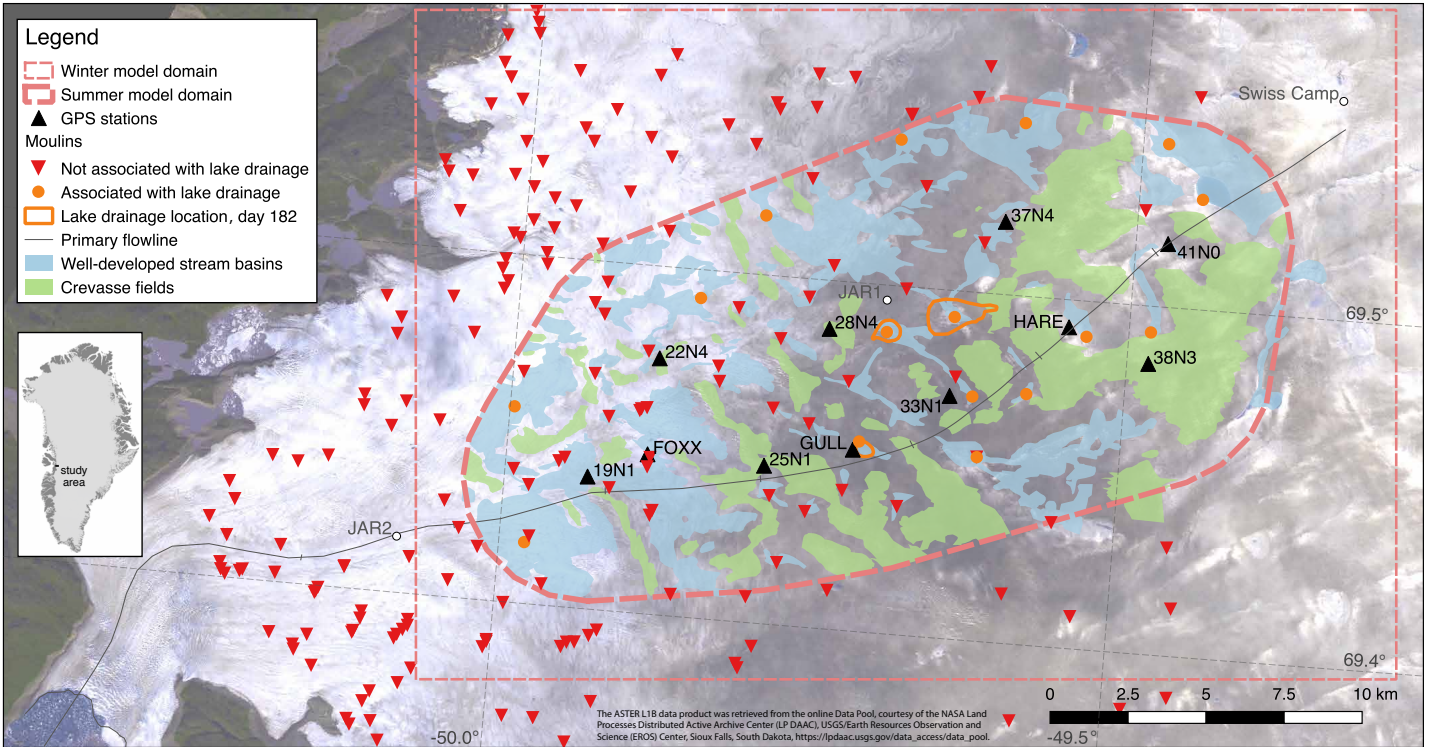 Legend
Winter model domain
Summer model domain
GPS stations
Moulins
Not associated with lake drainage
Associated with lake drainage
Lake drainage location, day 182
Primary flowline
Well-developed stream basins
Crevasse fields
study
area
Swiss Camp
37N4
41N0
JAR1
28N4
HARE
69.5°
22N4
38N3
33N1
GULL
FOXX
25N1
19N1
JAR2
69.4°
0 2.5 5 7.5 10 km
The ASTER L1B data product was retrieved from the online Data Pool, courtesy of the NASA Land
Processes Distributed Active Archive Center (LP DAAC), USGS/Earth Resources Observation and
Science (EROS) Center, Sioux Falls, South Dakota, https://lpdaac.usgs.gov/data_access/data_pool.
-50.0°
-49.5°